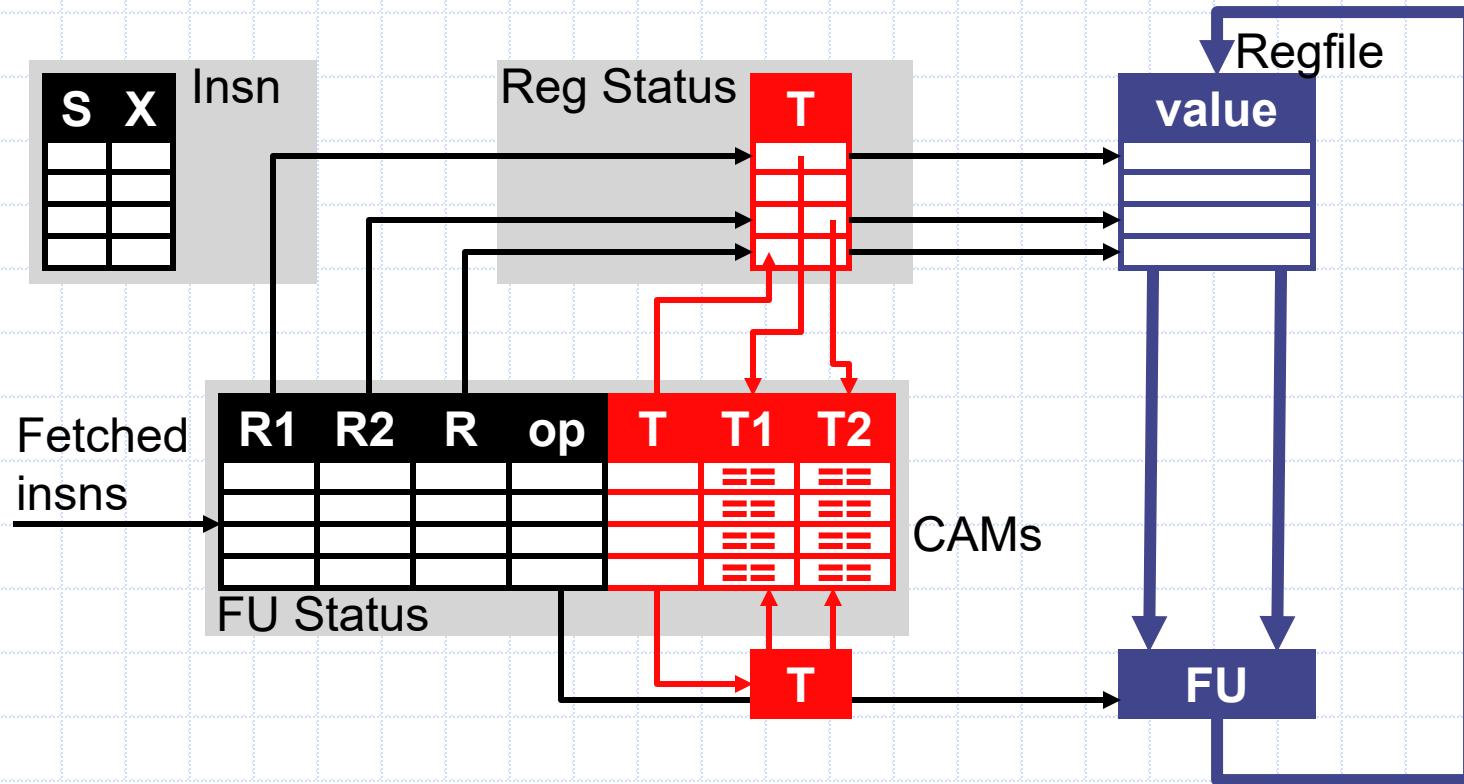 Regfile
S X
Insn
Reg Status
T
value
Fetched
insns
R1 R2 R op T T1 T2
==
==
==
==
==
==
==
==
CAMs
FU Status
T
FU